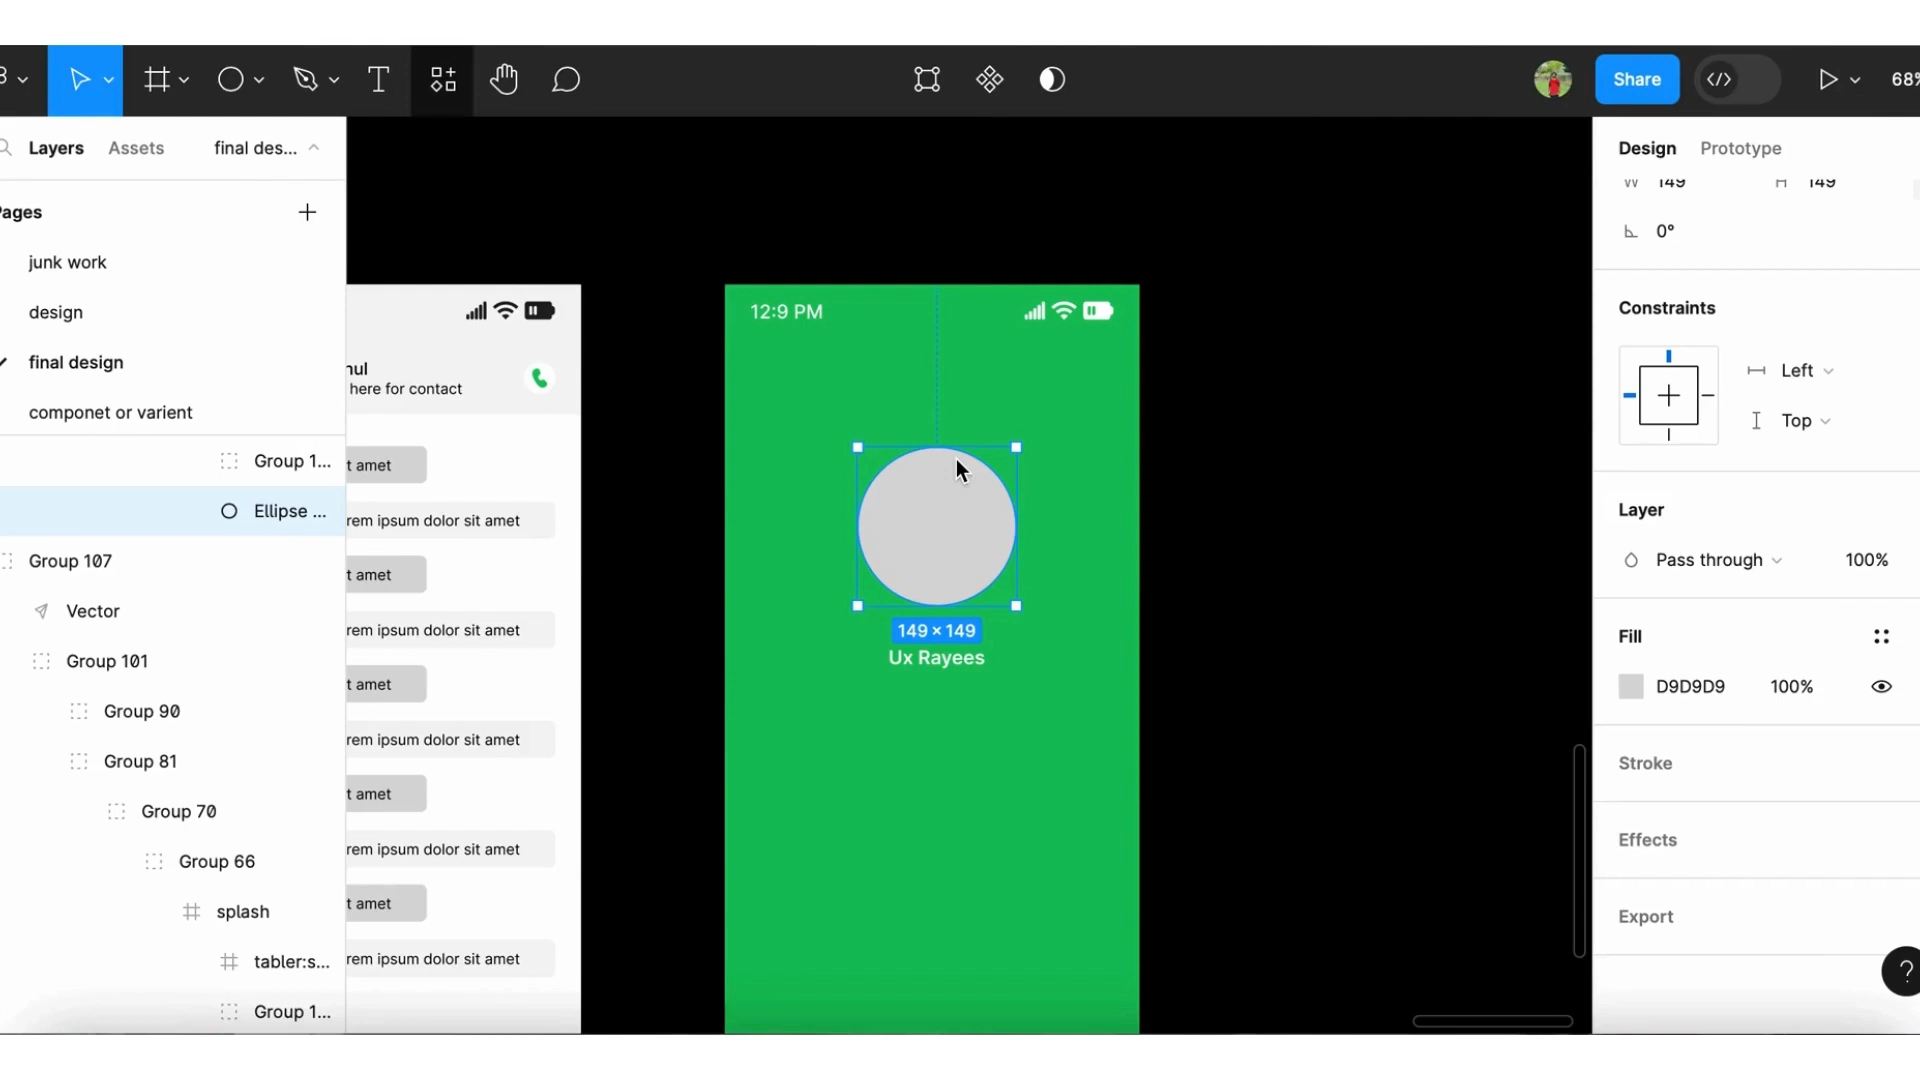 Share
68%
Layers
Assets
final des...
Pages
junk work
design
final design
componet or varient
Group 1...
Ellipse ...
Group 107
Vector
Group 101
Group 90
Group 81
Group 70
Group 66
splash
tabler:s...
Group 1...
here for contact
t amet
rem ipsum dolor sit amet
t amet
rem ipsum dolor sit amet
t amet
rem ipsum dolor sit amet
t amet
rem ipsum dolor sit amet
t amet
rem ipsum dolor sit amet
12:9 PM
149 × 149
Ux Rayees
Design
Prototype
W 149
H 149
0°
Constraints
Left
Top
Layer
Pass through
100%
Fill
D9D9D9
100%
Stroke
Effects
Export
?